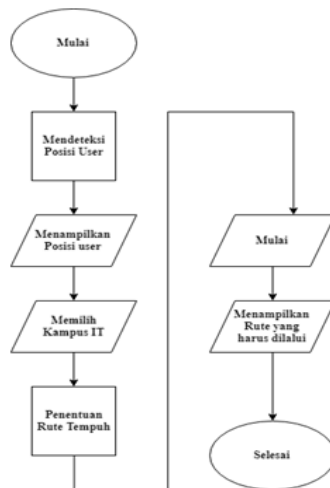 Mulai
Mendeteksi
Posisi User
Menampilkan
Posisi user
Memilih
Kampus IT
Penentuan
Rute Tempuh
Mulai
Menampilkan
Rute yang
harus dilalui
Selesai